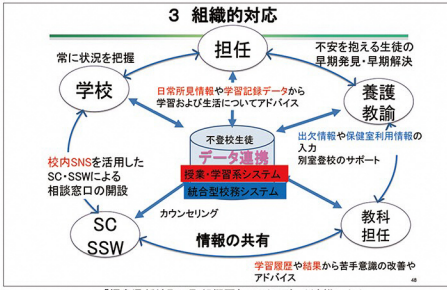 3 組織的対応
担任
常に状況を把握
不安を抱える生徒の
早期発見・早期解決
学校
日常所見情報や学習記録データから
学習および生活についてアドバイス
養護
教諭
不登校生徒
データ連携
授業・学習系システム
統合型校務システム
出欠情報や保健室利用情報の
入力
別室登校のサポート
校内SNSを活用した
SC・SSWによる
相談窓口の開設
カウンセリング
SC
SSW
教科
担任
情報の共有
学習履歴や結果から苦手意識の改善や
アドバイス
48